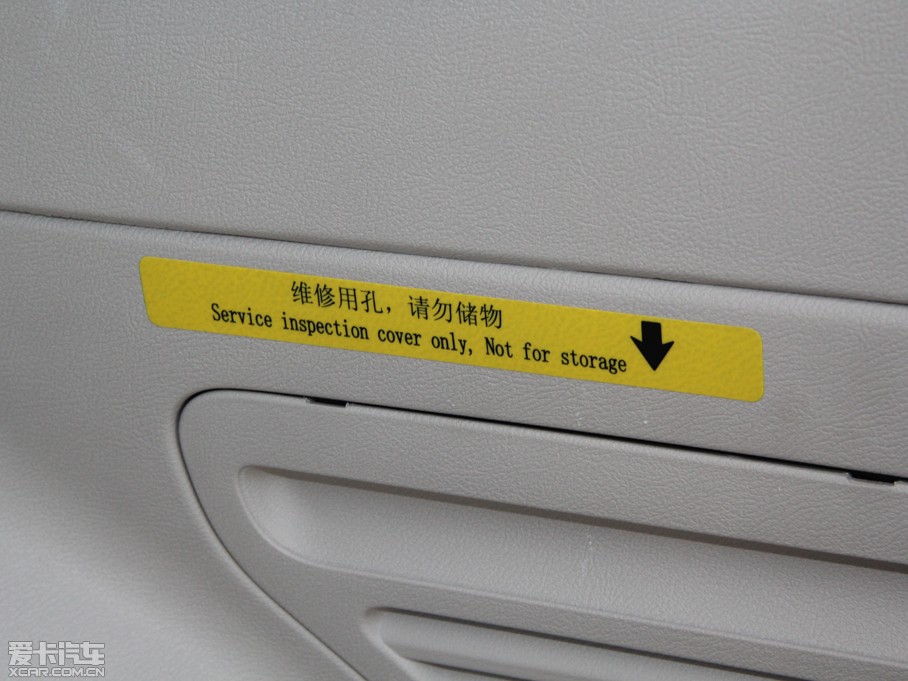 维修用孔，请勿储物
Service inspection cover only, Not for storage
爱卡汽车
XCAR.COM.CN